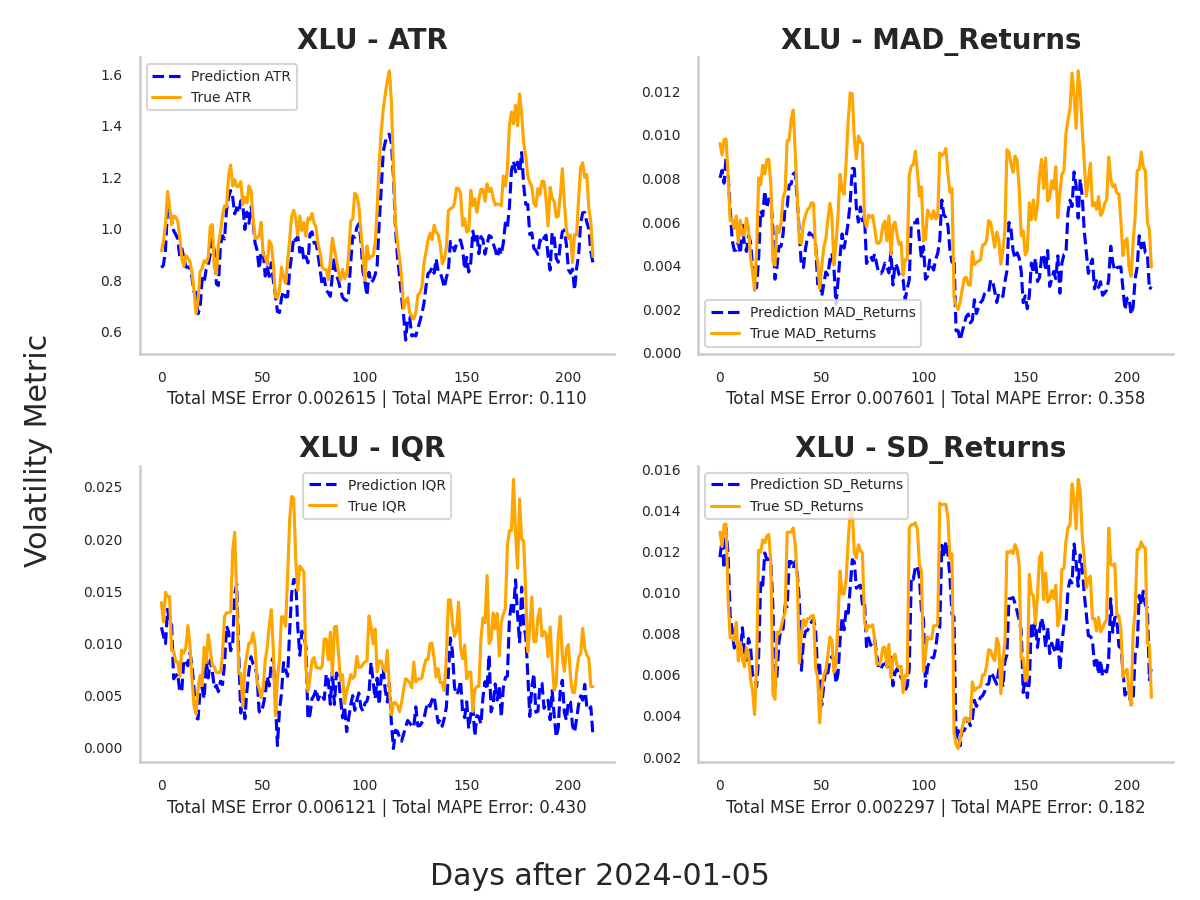 XLU - ATR
1.6
1.4
1.2
1.0
0.8
0.6
Prediction ATR
True ATR
0 50 100 150 200
Total MSE Error 0.002615 | Total MAPE Error: 0.110
XLU - MAD_Returns
0.012
0.010
0.008
0.006
0.004
0.002
0.000
Prediction MAD_Returns
True MAD_Returns
0 50 100 150 200
Total MSE Error 0.007601 | Total MAPE Error: 0.358
Volatility Metric
XLU - IQR
0.025
0.020
0.015
0.010
0.005
0.000
Prediction IQR
True IQR
0 50 100 150 200
Total MSE Error 0.006121 | Total MAPE Error: 0.430
XLU - SD_Returns
0.016
0.014
0.012
0.010
0.008
0.006
0.004
0.002
Prediction SD_Returns
True SD_Returns
0 50 100 150 200
Total MSE Error 0.002297 | Total MAPE Error: 0.182
Days after 2024-01-05